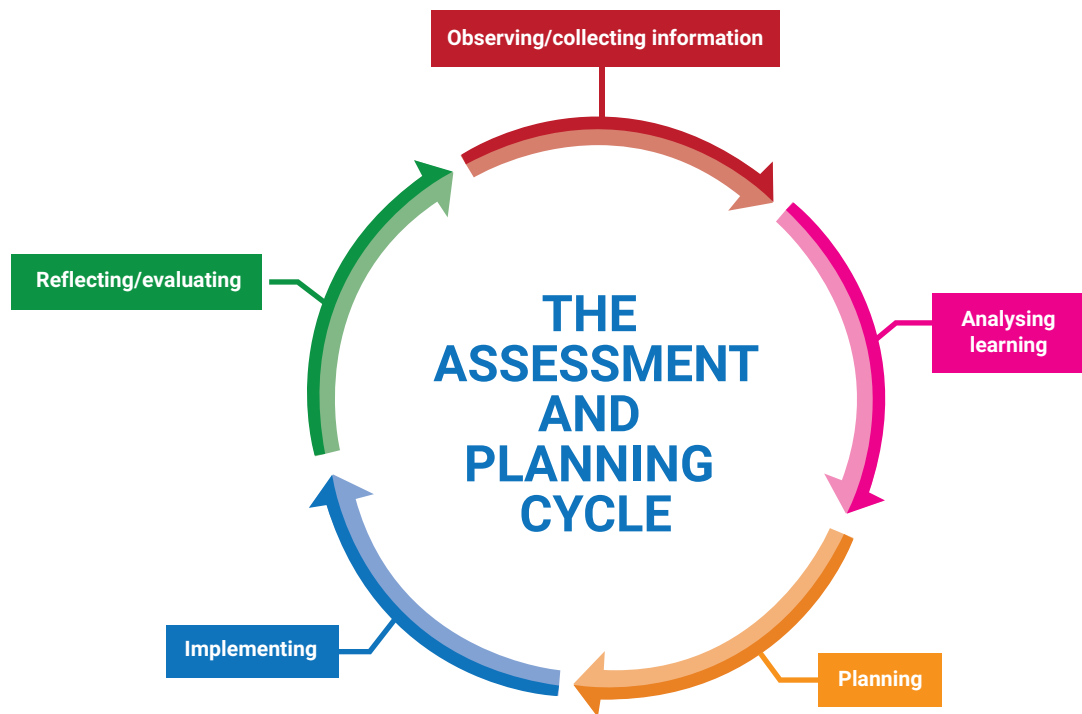 Observing/collecting information
Analysing
learning
Planning
Implementing
Reflecting/evaluating
THE
ASSESSMENT
AND
PLANNING
CYCLE